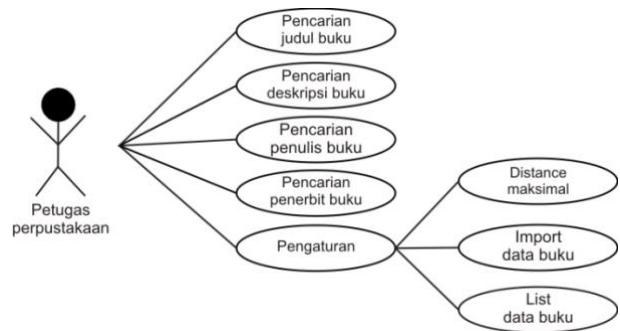 Pencarian
judul buku
Pencarian
deskripsi buku
Pencarian
penulis buku
Pencarian
penerbit buku
Pengaturan
Petugas
perpustakaan
Distance
maksimal
Import
data buku
List
data buku